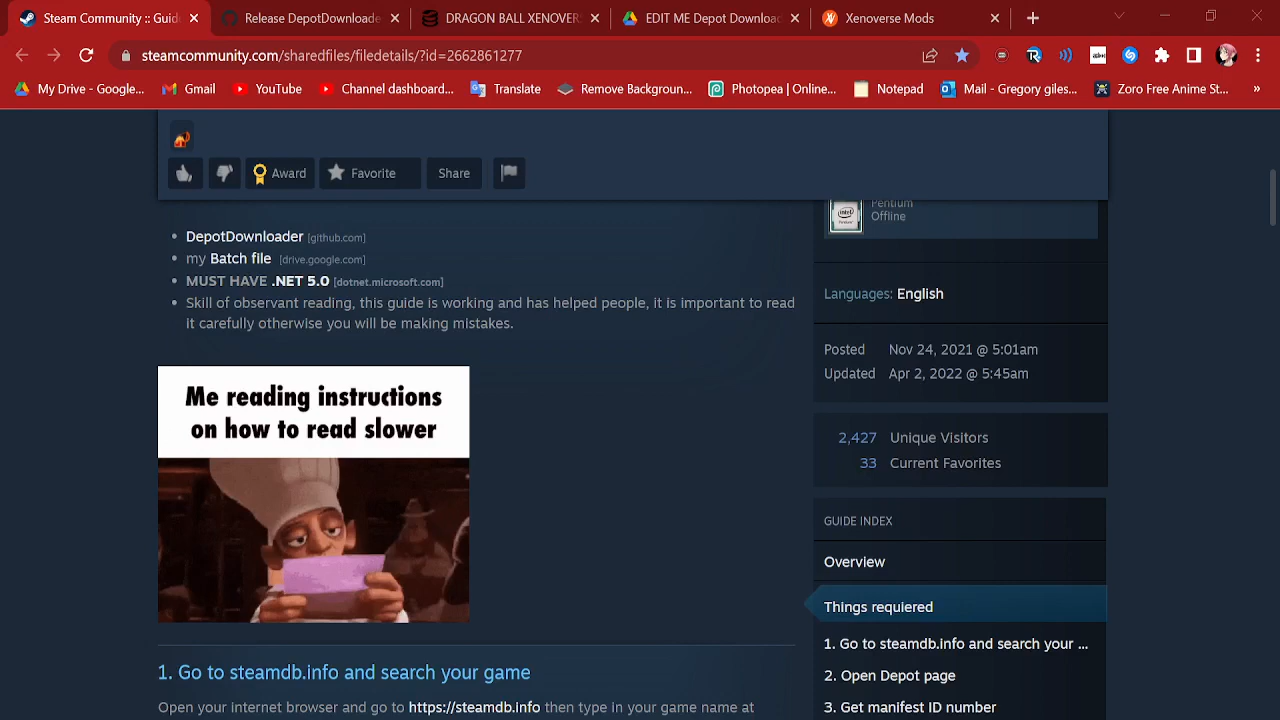 Steam Community :: Guid
Release DepotDownloader
DRAGON BALL XENOVERS
EDIT ME Depot Download
Xenoverse Mods
steamcommunity.com/sharedfiles/filedetails/?id=2662861277
My Drive - Google...
Gmail
YouTube
Channel dashboard...
Translate
Remove Backgroun...
Photopea | Online...
Notepad
Mail - Gregory giles...
Zoro Free Anime St...
»
Award
Favorite
Share
Pentium
Offline
DepotDownloader [github.com]
my Batch file [drive.google.com]
MUST HAVE .NET 5.0 [dotnet.microsoft.com]
Skill of observant reading, this guide is working and has helped people, it is important to read
it carefully otherwise you will be making mistakes.
Me reading instructions
on how to read slower
1. Go to steamdb.info and search your game
Open your internet browser and go to https://steamdb.info then type in your game name at
Languages: English
Posted Nov 24, 2021 @ 5:01am
Updated Apr 2, 2022 @ 5:45am
2,427 Unique Visitors
33 Current Favorites
GUIDE INDEX
Overview
Things requiered
1. Go to steamdb.info and search your ...
2. Open Depot page
3. Get manifest ID number